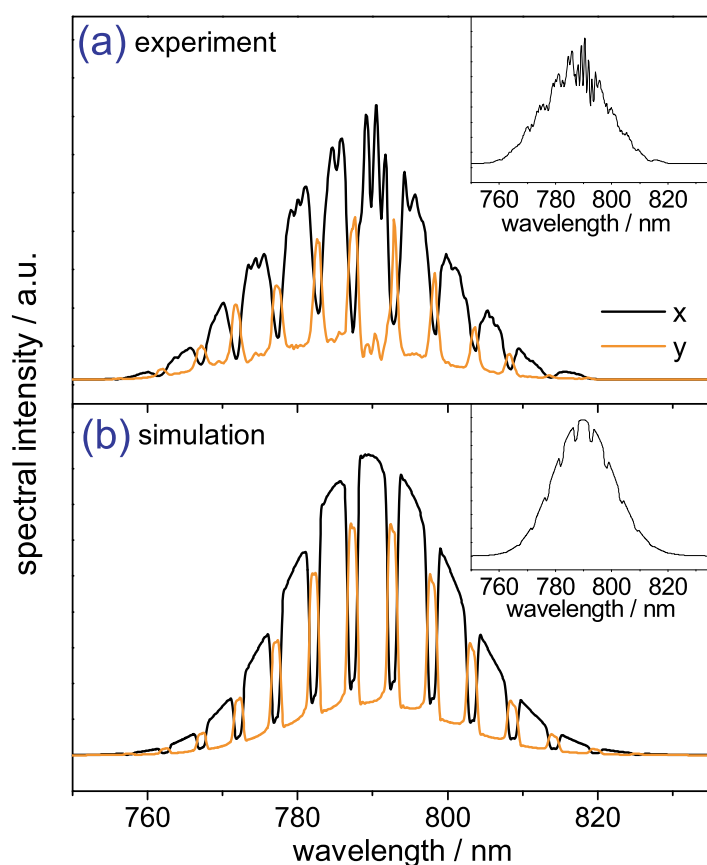 (a) experiment
760 780 800 820
wavelength / nm
x
y
spectral intensity / a.u.
(b) simulation
760 780 800 820
wavelength / nm
760 780 800 820
wavelength / nm